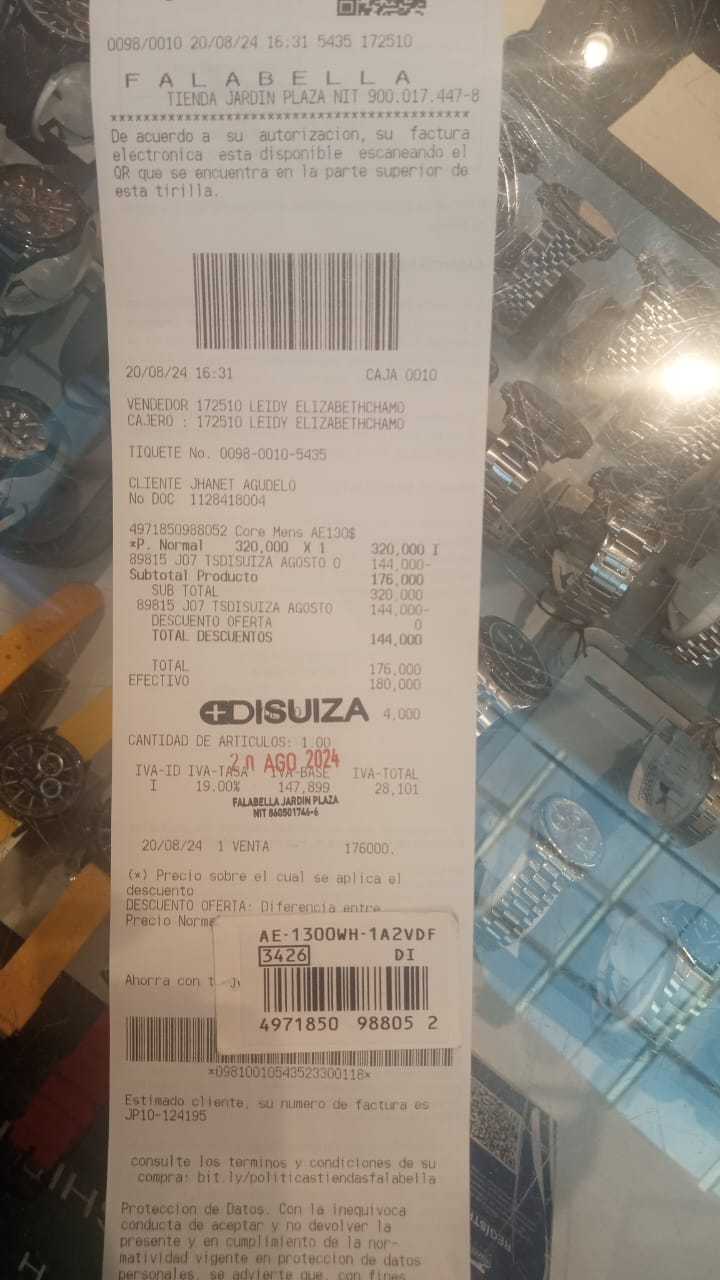 0098/0010 20/08/24 16:31 5435 172510
FALABELLA
TIENDA JARDIN PLAZA NIT 900.017.447-8
***********************************************
De acuerdo a su autorizacion, su factura
electronica esta disponible escaneando el
QR que se encuentra en la parte superior de
esta tirilla.
20/08/24 16:31 CAJA 0010
VENDEDOR 172510 LEIDY ELIZABETHCHAMO
CAJERO : 172510 LEIDY ELIZABETHCHAMO
TIQUETE No. 0098-0010-5435
CLIENTE JHANET AGUDELO
No DOC 1128418004
4971850988052 Core Mens AE130$
*P. Normal 320,000 X 1 320,000 I
89815 J07 TSDISUIZA AGOSTO 0 144,000-
Subtotal Producto 176,000
SUB TOTAL 320,000
89815 J07 TSDISUIZA AGOSTO 144,000-
DESCUENTO OFERTA 0
TOTAL DESCUENTOS 144,000
TOTAL 176,000
EFECTIVO 180,000
DISUIZA 4,000
CANTIDAD DE ARTICULOS: 1.00
20 AGO 2024
IVA-ID IVA-TASA IVA-BASE IVA-TOTAL
I 19.00% 147,899 28,101
FALABELLA JARDIN PLAZA
NIT 860501746-6
20/08/24 1 VENTA 176000.
(*) Precio sobre el cual se aplica el
descuento
DESCUENTO OFERTA: Diferencia entre
Precio Norma
AE-1300WH-1A2VDF
3426 DI
4971850 98805 2
Ahorra con t
*09810010543523300118*
Estimado cliente, su numero de factura es
JP10-124195
consulte los terminos y condiciones de su
compra: bit.ly/politicastiendasfalabella
Proteccion de Datos. Con la inequivoca
conducta de aceptar y no devolver la
presente y en cumplimiento de la nor-
matividad vigente en proteccion de datos
personales, se advierte que, con fines
REGÍSTR